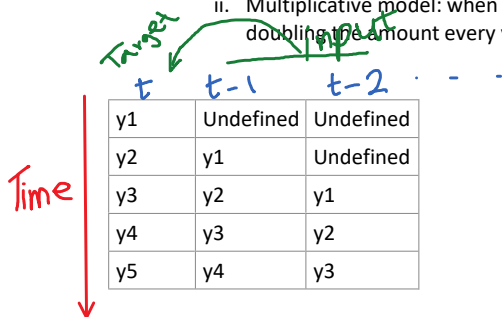 ii. Multiplicative model: when
doubling the amount every
Target Input
t t-1 t-2 - - -
Time
y1 Undefined Undefined
y2 y1 Undefined
y3 y2 y1
y4 y3 y2
y5 y4 y3